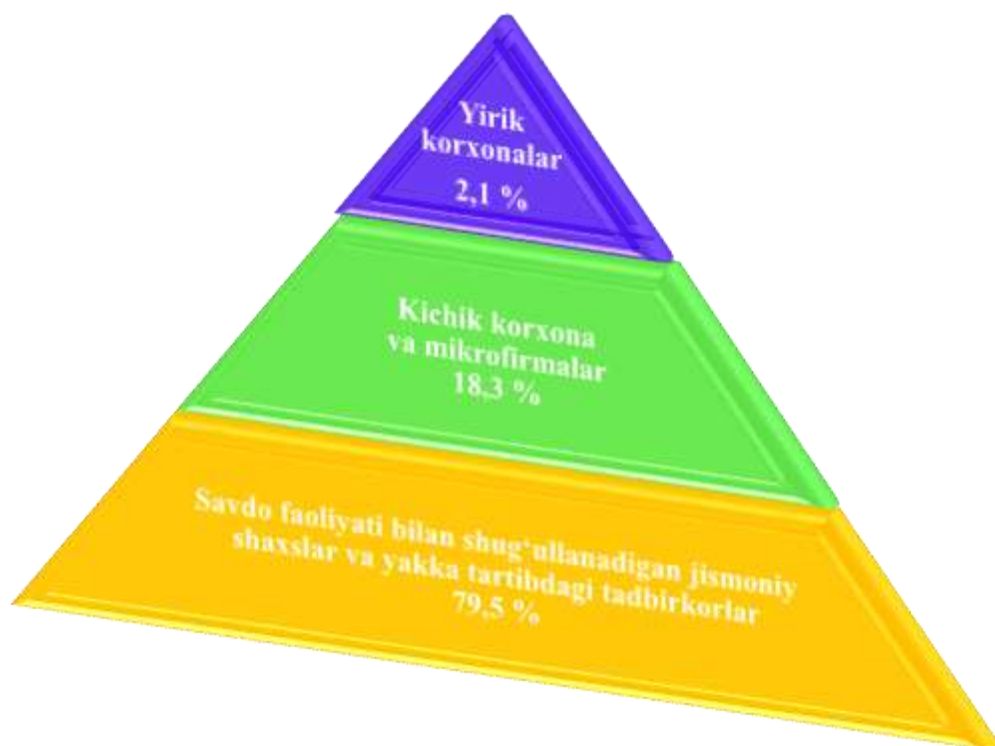 Yirik
korxonalar
2,1 %
Kichik korxona
va mikrofirmalar
18,3 %
Savdo faoliyati bilan shug‘ullanadigan jismoniy
shaxslar va yakka tartibdagi tadbirkorlar
79,5 %